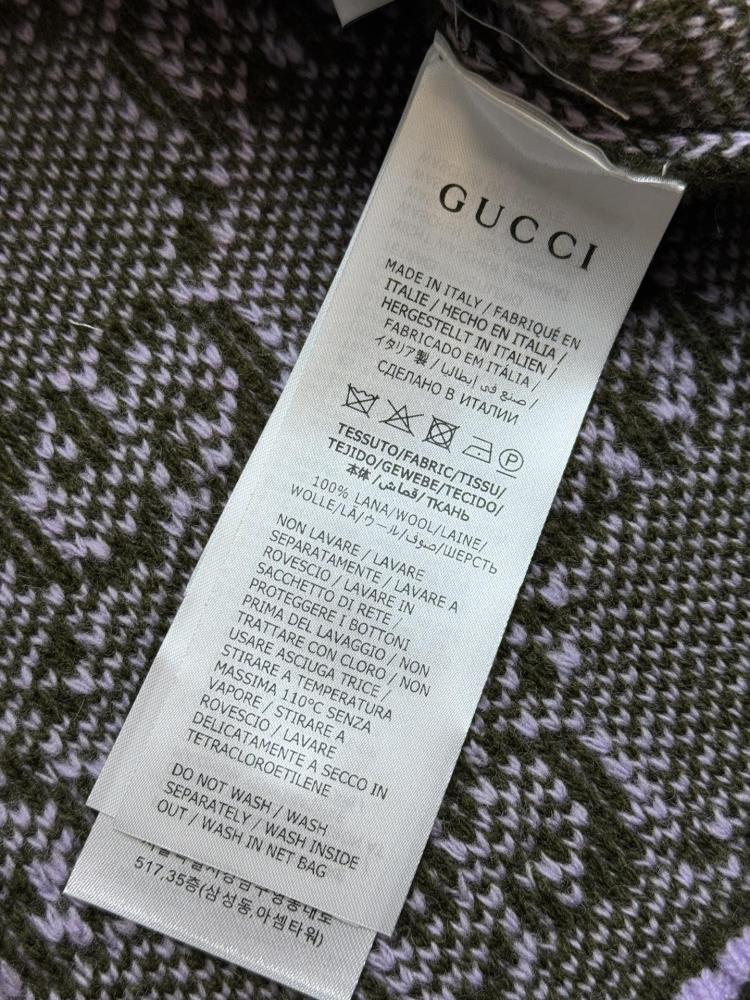 GUCCI
MADE IN ITALY / FABRIQUÉ EN
ITALIE / HECHO EN ITALIA /
HERGESTELLT IN ITALIEN /
FABRICADO EM ITÁLIA /
イタリア製 / صنع في إيطاليا /
СДЕЛАНО В ИТАЛИИ
P
TESSUTO/FABRIC/TISSU/
TEJIDO/GEWEBE/TECIDO/
本体 /قماش/ ТКАНЬ
100% LANA/WOOL/LAINE/
WOLLE/LÃ/ウール/صوف/ШЕРСТЬ
NON LAVARE / LAVARE
SEPARATAMENTE / LAVARE A
ROVESCIO / LAVARE IN
SACCHETTO DI RETE /
PROTEGGERE I BOTTONI
PRIMA DEL LAVAGGIO / NON
TRATTARE CON CLORO / NON
USARE ASCIUGA TRICE /
STIRARE A TEMPERATURA
MASSIMA 110°C SENZA
VAPORE / STIRARE A
ROVESCIO / LAVARE
DELICATAMENTE A SECCO IN
TETRACLOROETILENE
DO NOT WASH / WASH
SEPARATELY / WASH INSIDE
OUT / WASH IN NET BAG
517,35층(삼성동,아셈타워)